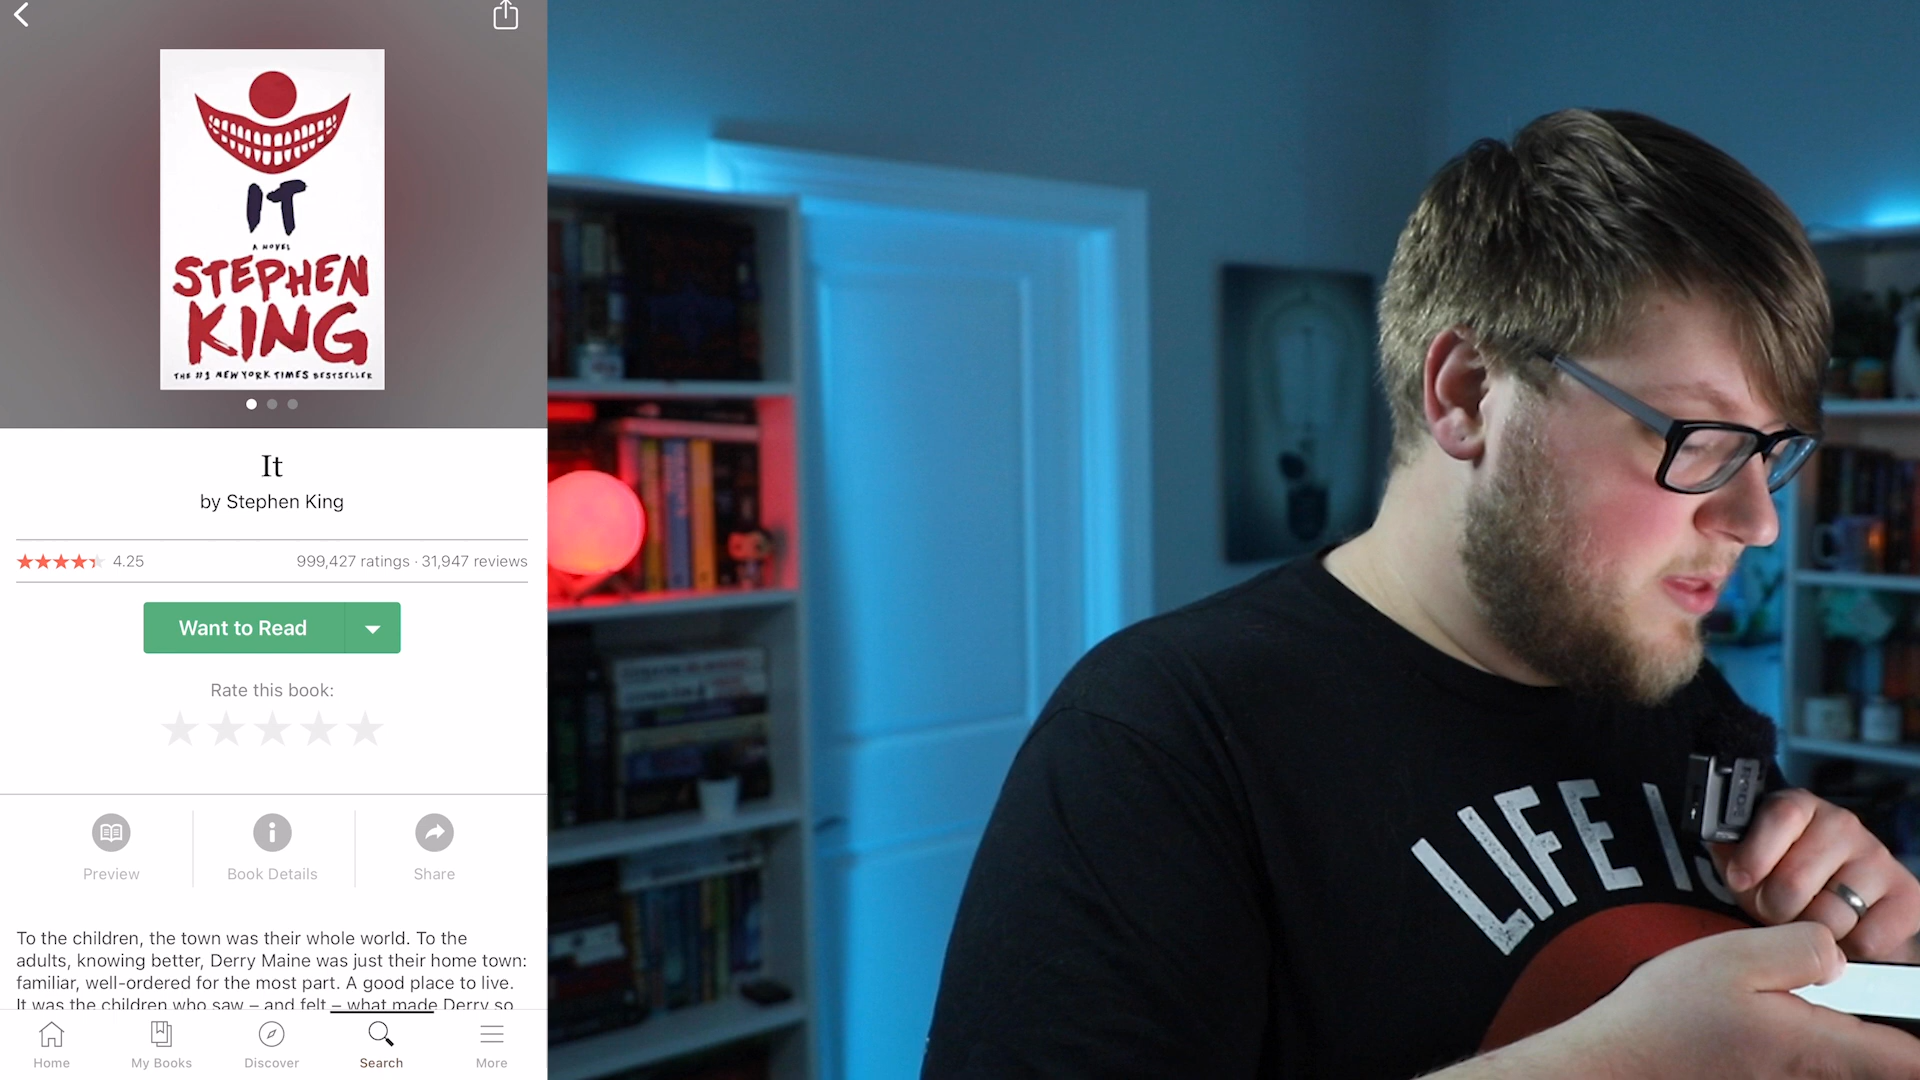 IT
A NOVEL
STEPHEN
KING
THE #1 NEW YORK TIMES BESTSELLER
It
by Stephen King
4.25
999,427 ratings · 31,947 reviews
Want to Read
Rate this book:
Preview
Book Details
Share
To the children, the town was their whole world. To the
adults, knowing better, Derry Maine was just their home town:
familiar, well-ordered for the most part. A good place to live.
It was the children who saw – and felt – what made Derry so
Home
My Books
Discover
Search
More
LIFE IS